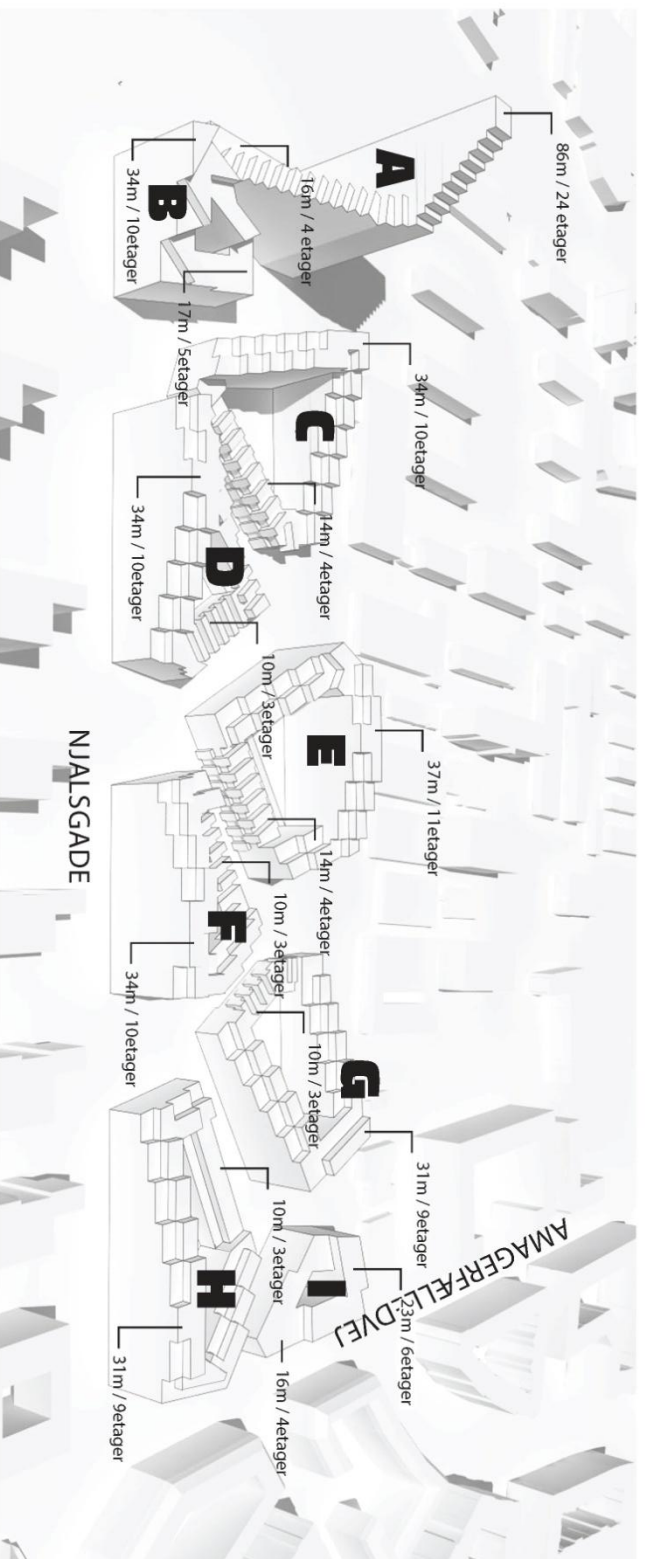 A
86m / 24 etager
16m / 4 etager
B
34m / 10etager
17m / 5etager
C
34m / 10etager
14m / 4etager
D
34m / 10etager
10m / 3etager
E
37m / 11etager
14m / 4etager
F
10m / 3etager
34m / 10etager
G
10m / 3etager
31m / 9etager
H
10m / 3etager
31m / 9etager
I
23m / 6etager
16m / 4etager
NJALSGADE
AMAGERFÆLLEDVEJ